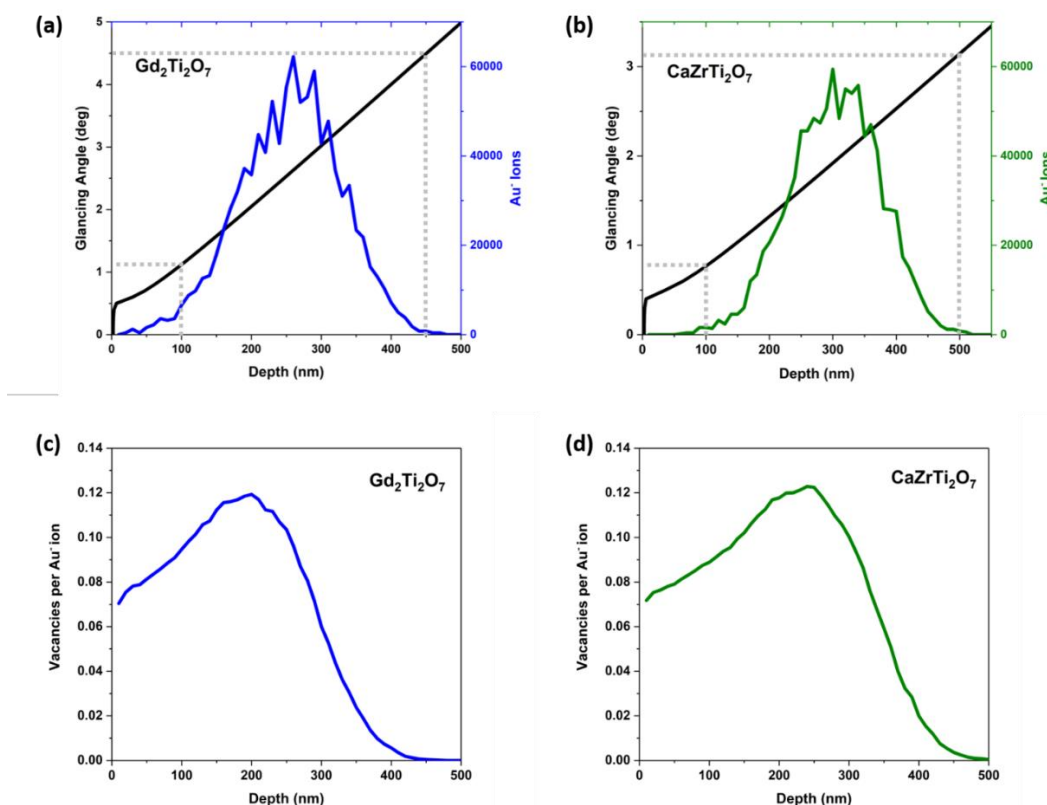 (a)
Gd₂Ti₂O₇
Glancing Angle (deg)
5
4
3
2
1
0
0 100 200 300 400 500
Depth (nm)
60000
40000
20000
0
Au⁻ Ions
(b)
CaZrTi₂O₇
Glancing Angle (deg)
3
2
1
0
0 100 200 300 400 500
Depth (nm)
60000
40000
20000
0
Au⁻ Ions
(c)
Gd₂Ti₂O₇
Vacancies per Au⁻ ion
0.14
0.12
0.10
0.08
0.06
0.04
0.02
0.00
0 100 200 300 400 500
Depth (nm)
(d)
CaZrTi₂O₇
Vacancies per Au⁻ ion
0.14
0.12
0.10
0.08
0.06
0.04
0.02
0.00
0 100 200 300 400 500
Depth (nm)